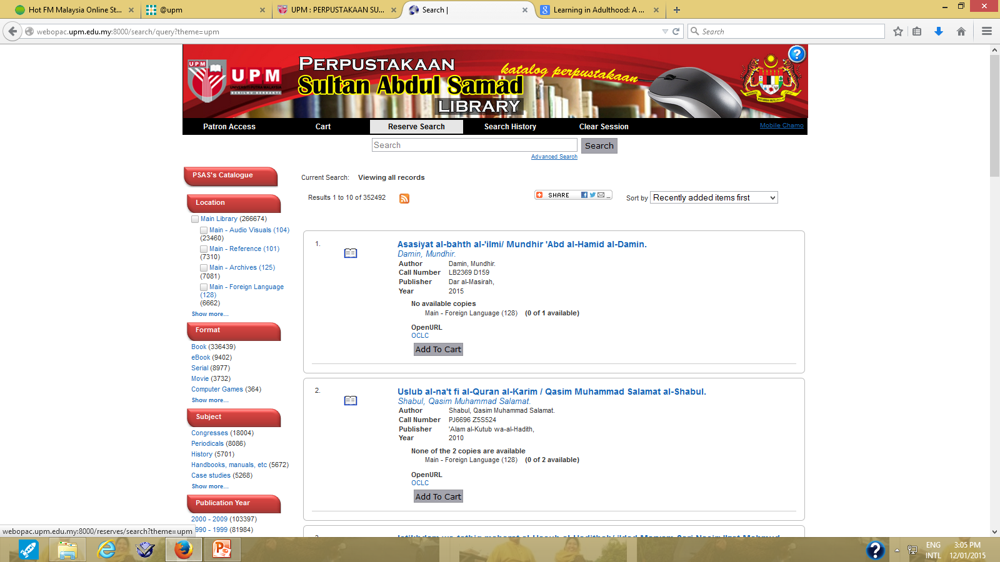 Hot FM Malaysia Online St...
@upm
UPM : PERPUSTAKAAN SU...
Search |
Learning in Adulthood: A ...
webopac.upm.edu.my:8000/search/query?theme=upm
Search
UPM
UPM
PERPUSTAKAAN
Sultan Abdul Samad
LIBRARY
katalog perpustakaan
?
Patron Access
Cart
Reserve Search
Search History
Clear Session
Mobile Chamo
Search
Search
Advanced Search
PSAS's Catalogue
Current Search: Viewing all records
Results 1 to 10 of 352492
SHARE ...
Sort by Recently added items first
Location
Main Library (266674)
Main - Audio Visuals (104)
(23460)
Main - Reference (101)
(7310)
Main - Archives (125)
(7081)
Main - Foreign Language
(128)
(6662)
Show more...
Format
Book (336439)
eBook (9402)
Serial (8977)
Movie (3732)
Computer Games (364)
Show more...
Subject
Congresses (18004)
Periodicals (8086)
History (5701)
Handbooks, manuals, etc (5672)
Case studies (5268)
Show more...
Publication Year
2000 - 2009 (103397)
990 - 1999 (81984)
1.
Asasiyat al-bahth al-'ilmi/ Mundhir 'Abd al-Hamid al-Damin.
Damin, Mundhir.
Author Damin, Mundhir.
Call Number LB2369 D159
Publisher Dar al-Masirah,
Year 2015
No available copies
Main - Foreign Language (128) (0 of 1 available)
OpenURL
OCLC
Add To Cart
2.
Uslub al-na't fi al-Quran al-Karim / Qasim Muhammad Salamat al-Shabul.
Shabul, Qasim Muhammad Salamat.
Author Shabul, Qasim Muhammad Salamat.
Call Number PJ6696 Z5S524
Publisher 'Alam al-Kutub wa-al-Hadith,
Year 2010
None of the 2 copies are available
Main - Foreign Language (128) (0 of 2 available)
OpenURL
OCLC
Add To Cart
webopac.upm.edu.my:8000/reserves/search?theme=upm
?
ENG
INTL
3:05 PM
12/01/2015